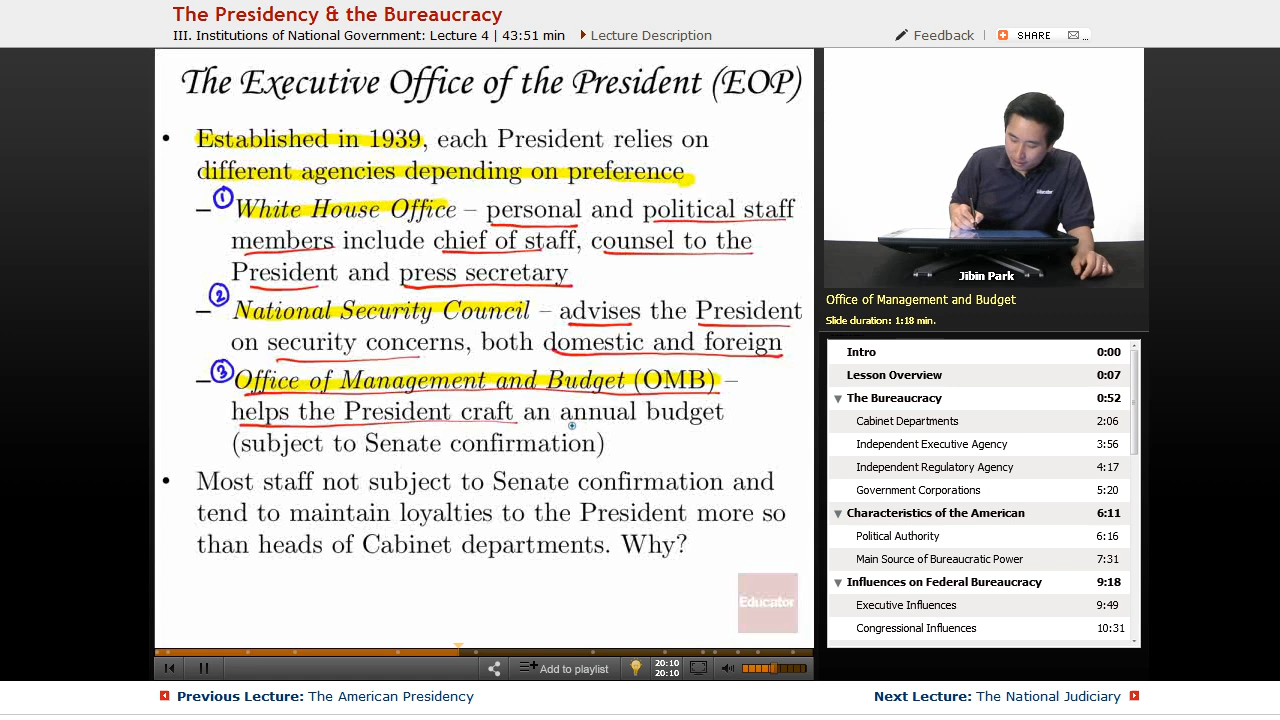 The Presidency & the Bureaucracy
III. Institutions of National Government: Lecture 4 | 43:51 min
Lecture Description
Feedback
SHARE
The Executive Office of the President (EOP)
• Established in 1939, each President relies on
different agencies depending on preference
1
– White House Office – personal and political staff
members include chief of staff, counsel to the
President and press secretary
2
– National Security Council – advises the President
on security concerns, both domestic and foreign
3
– Office of Management and Budget (OMB) –
helps the President craft an annual budget
(subject to Senate confirmation)
• Most staff not subject to Senate confirmation and
tend to maintain loyalties to the President more so
than heads of Cabinet departments. Why?
Educator
Jibin Park
Office of Management and Budget
Slide duration: 1:18 min.
Intro 0:00
Lesson Overview 0:07
The Bureaucracy 0:52
Cabinet Departments 2:06
Independent Executive Agency 3:56
Independent Regulatory Agency 4:17
Government Corporations 5:20
Characteristics of the American 6:11
Political Authority 6:16
Main Source of Bureaucratic Power 7:31
Influences on Federal Bureaucracy 9:18
Executive Influences 9:49
Congressional Influences 10:31
Add to playlist
20:10
20:10
Previous Lecture: The American Presidency
Next Lecture: The National Judiciary